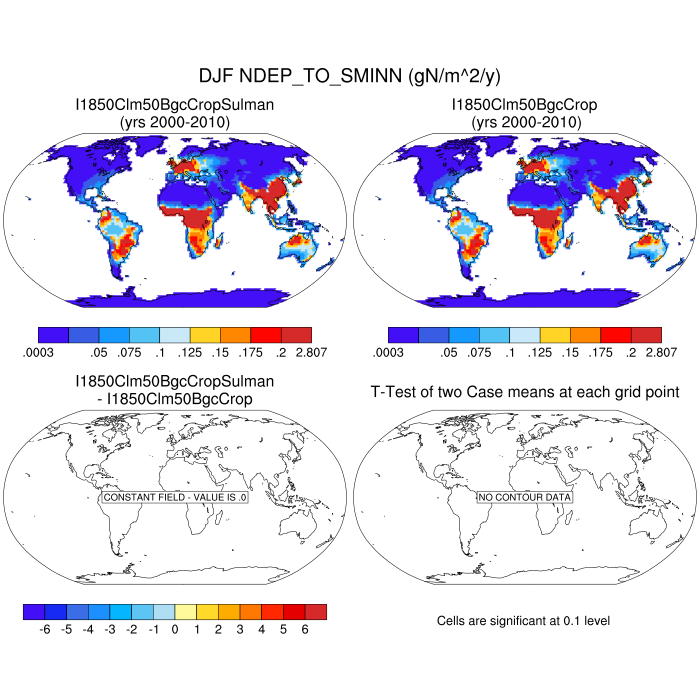 DJF NDEP_TO_SMINN (gN/m^2/y)
I1850Clm50BgcCropSulman
(yrs 2000-2010)
I1850Clm50BgcCrop
(yrs 2000-2010)
.0003 .05 .075 .1 .125 .15 .175 .2 2.807
.0003 .05 .075 .1 .125 .15 .175 .2 2.807
I1850Clm50BgcCropSulman
- I1850Clm50BgcCrop
T-Test of two Case means at each grid point
CONSTANT FIELD - VALUE IS .0
NO CONTOUR DATA
-6 -5 -4 -3 -2 -1 0 1 2 3 4 5 6
Cells are significant at 0.1 level